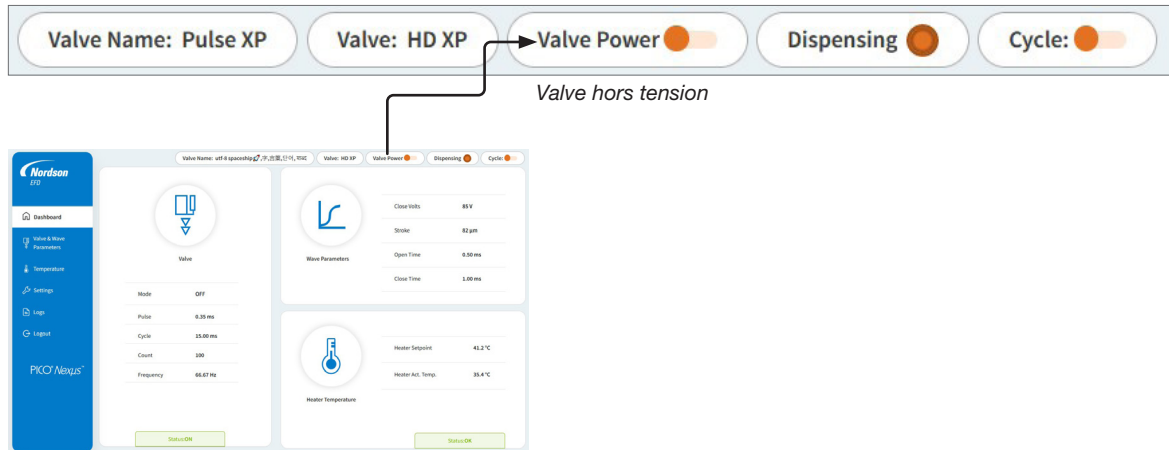 Valve Name: Pulse XP Valve: HD XP Valve Power Dispensing Cycle:
Valve hors tension
Valve Name: utf-8 spaceship🚀,字, Valve: HD XP Valve Power Dispensing Cycle:
Nordson
EFD
Dashboard
Valve & Wave
Parameters
Temperature
Settings
Logs
Logout
PICO® Nexμs™
Valve
Mode OFF
Pulse 0.35 ms
Cycle 15.00 ms
Count 100
Frequency 66.67 Hz
Status:ON
Wave Parameters
Close Volts 85 V
Stroke 82 µm
Open Time 0.50 ms
Close Time 1.00 ms
Heater Temperature
Heater Setpoint 41.2 °C
Heater Act. Temp. 35.4 °C
Status:OK